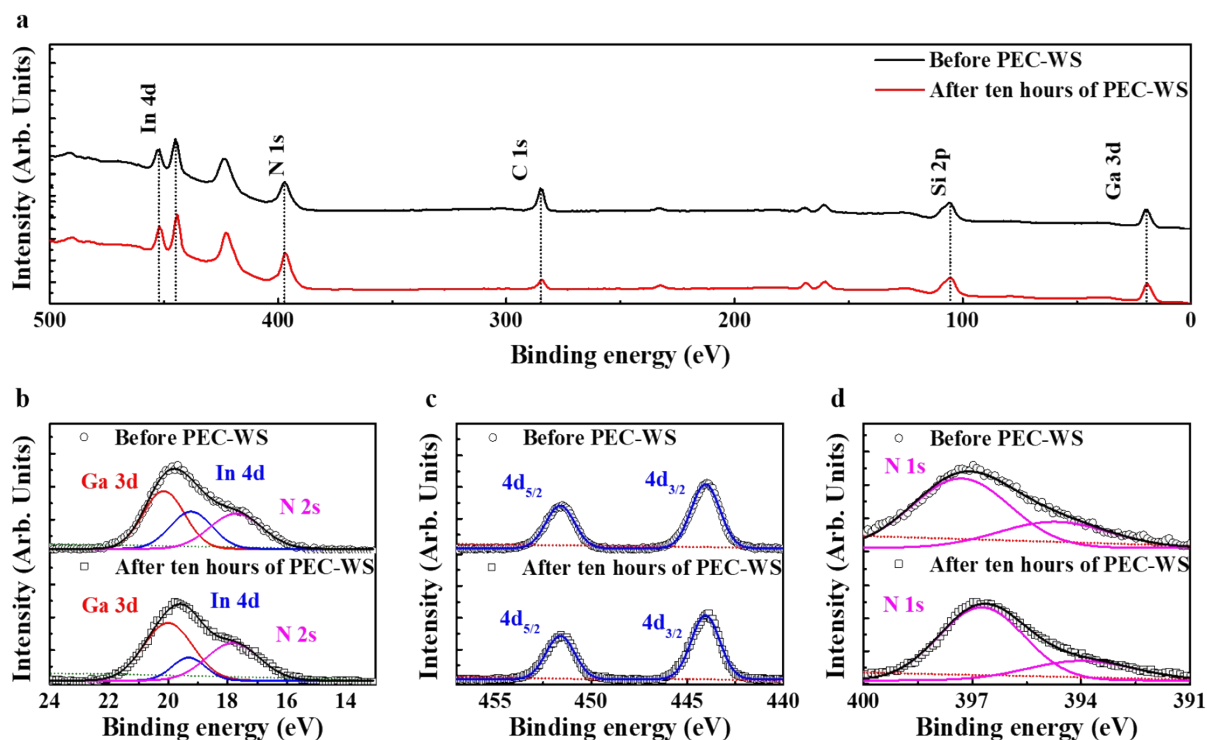 a
Intensity (Arb. Units)
In 4d
N 1s
C 1s
Si 2p
Ga 3d
Before PEC-WS
After ten hours of PEC-WS
500 400 300 200 100 0
Binding energy (eV)
b
Intensity (Arb. Units)
Before PEC-WS
Ga 3d
In 4d
N 2s
After ten hours of PEC-WS
Ga 3d
In 4d
N 2s
24 22 20 18 16 14
Binding energy (eV)
c
Intensity (Arb. Units)
Before PEC-WS
4d5/2
4d3/2
After ten hours of PEC-WS
4d5/2
4d3/2
455 450 445 440
Binding energy (eV)
d
Intensity (Arb. Units)
Before PEC-WS
N 1s
After ten hours of PEC-WS
N 1s
400 397 394 391
Binding energy (eV)